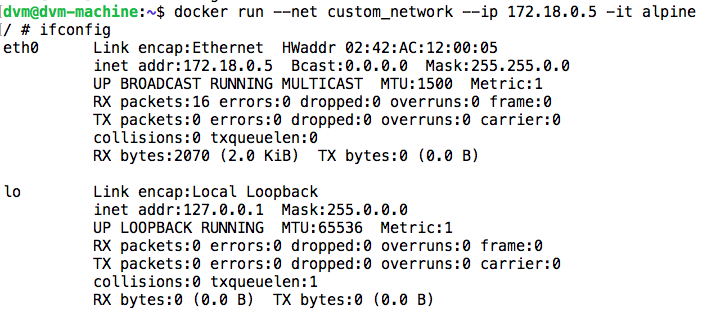 [dvm@dvm-machine:~$ docker run --net custom_network --ip 172.18.0.5 -it alpine
[/ # ifconfig
eth0      Link encap:Ethernet  HWaddr 02:42:AC:12:00:05
          inet addr:172.18.0.5  Bcast:0.0.0.0  Mask:255.255.0.0
          UP BROADCAST RUNNING MULTICAST  MTU:1500  Metric:1
          RX packets:16 errors:0 dropped:0 overruns:0 frame:0
          TX packets:0 errors:0 dropped:0 overruns:0 carrier:0
          collisions:0 txqueuelen:0
          RX bytes:2070 (2.0 KiB)  TX bytes:0 (0.0 B)
lo        Link encap:Local Loopback
          inet addr:127.0.0.1  Mask:255.0.0.0
          UP LOOPBACK RUNNING  MTU:65536  Metric:1
          RX packets:0 errors:0 dropped:0 overruns:0 frame:0
          TX packets:0 errors:0 dropped:0 overruns:0 carrier:0
          collisions:0 txqueuelen:1
          RX bytes:0 (0.0 B)  TX bytes:0 (0.0 B)